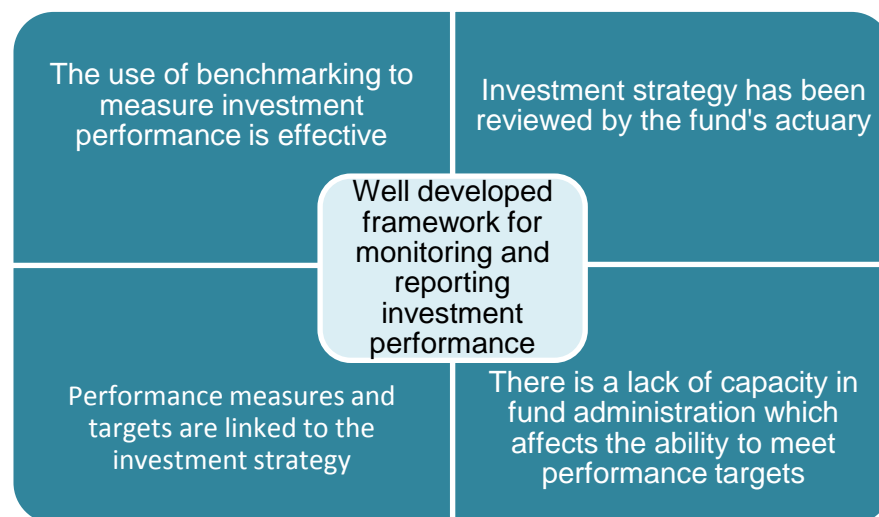 The use of benchmarking to
measure investment
performance is effective
Investment strategy has been
reviewed by the fund's actuary
Well developed
framework for
monitoring and
reporting
investment
performance
Performance measures and
targets are linked to the
investment strategy
There is a lack of capacity in
fund administration which
affects the ability to meet
performance targets